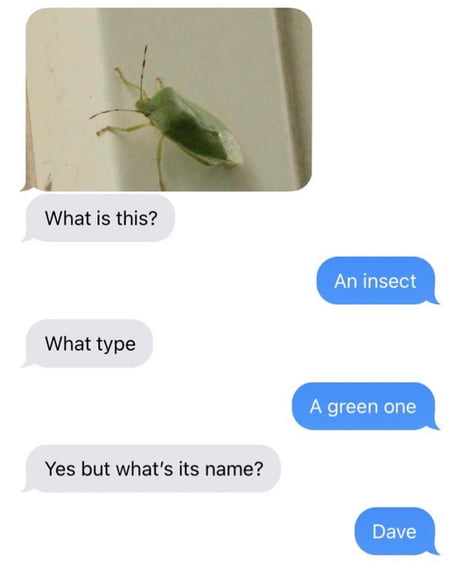 What is this?
An insect
What type
A green one
Yes but what's its name?
Dave